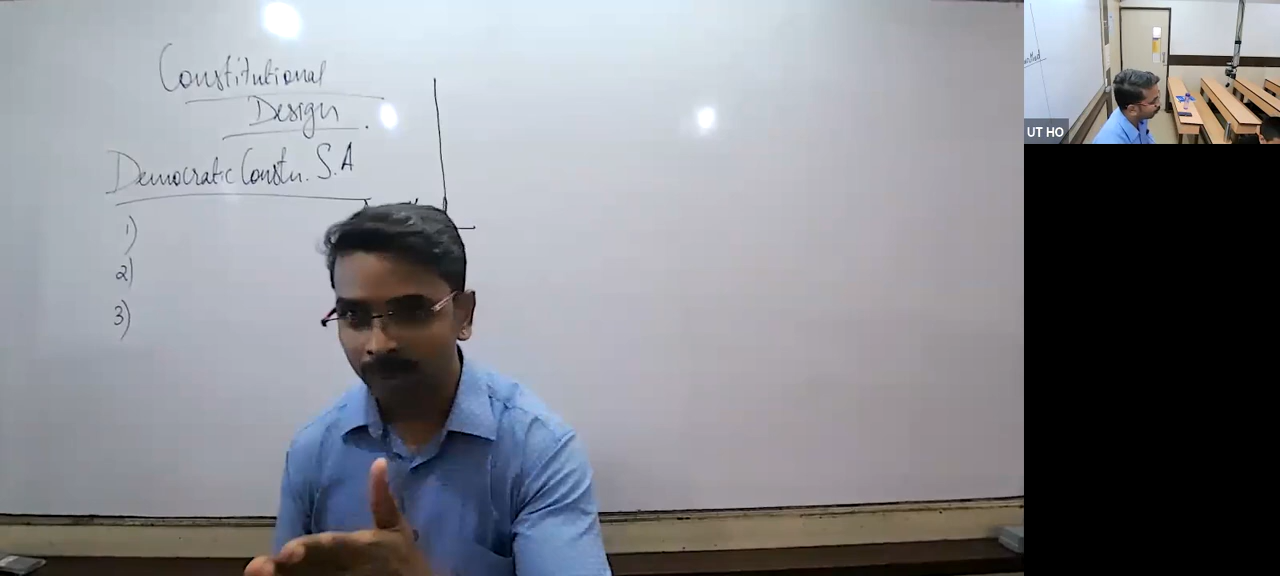 Constitutional
Design.
Democratic Constn. S.A
1)
2)
3)
UT HO